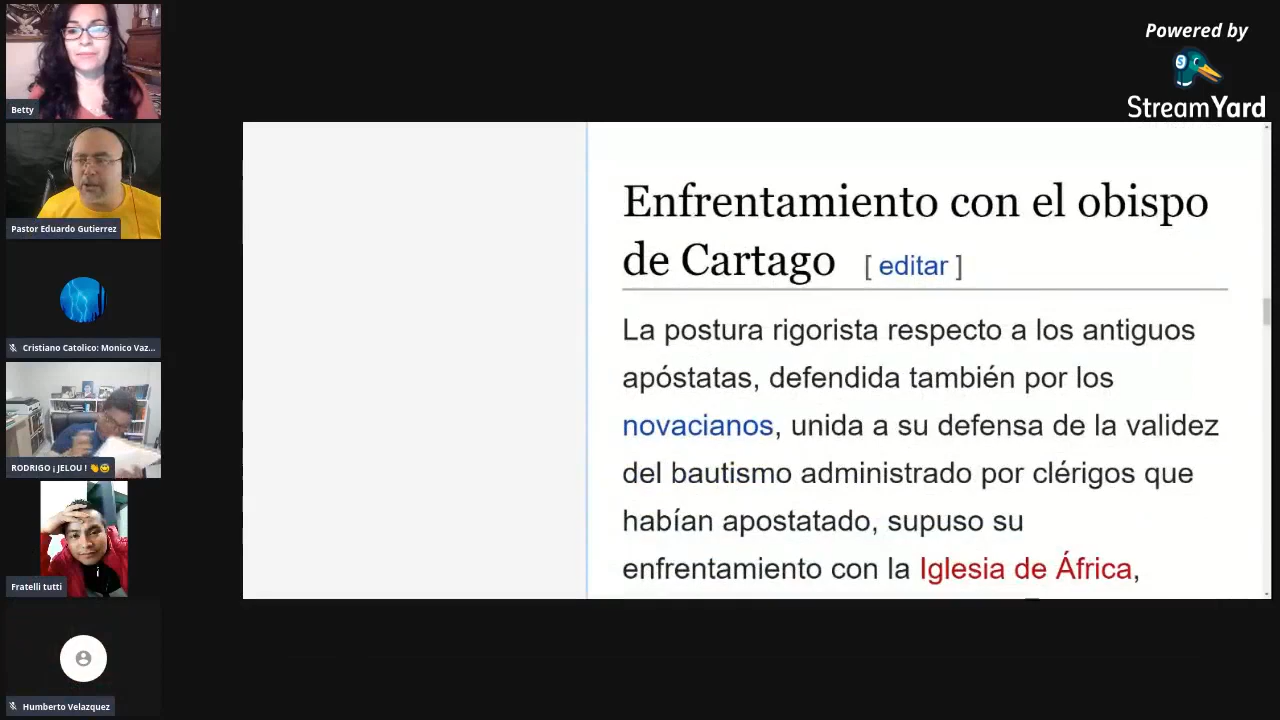 Powered by
StreamYard
Betty
Pastor Eduardo Gutierrez
Cristiano Catolico: Monico Vaz...
RODRIGO ¡ JELOU ! 👏🤓
Fratelli tutti
Humberto Velazquez
Enfrentamiento con el obispo
de Cartago [ editar ]
La postura rigorista respecto a los antiguos
apóstatas, defendida también por los
novacianos, unida a su defensa de la validez
del bautismo administrado por clérigos que
habían apostatado, supuso su
enfrentamiento con la Iglesia de África,